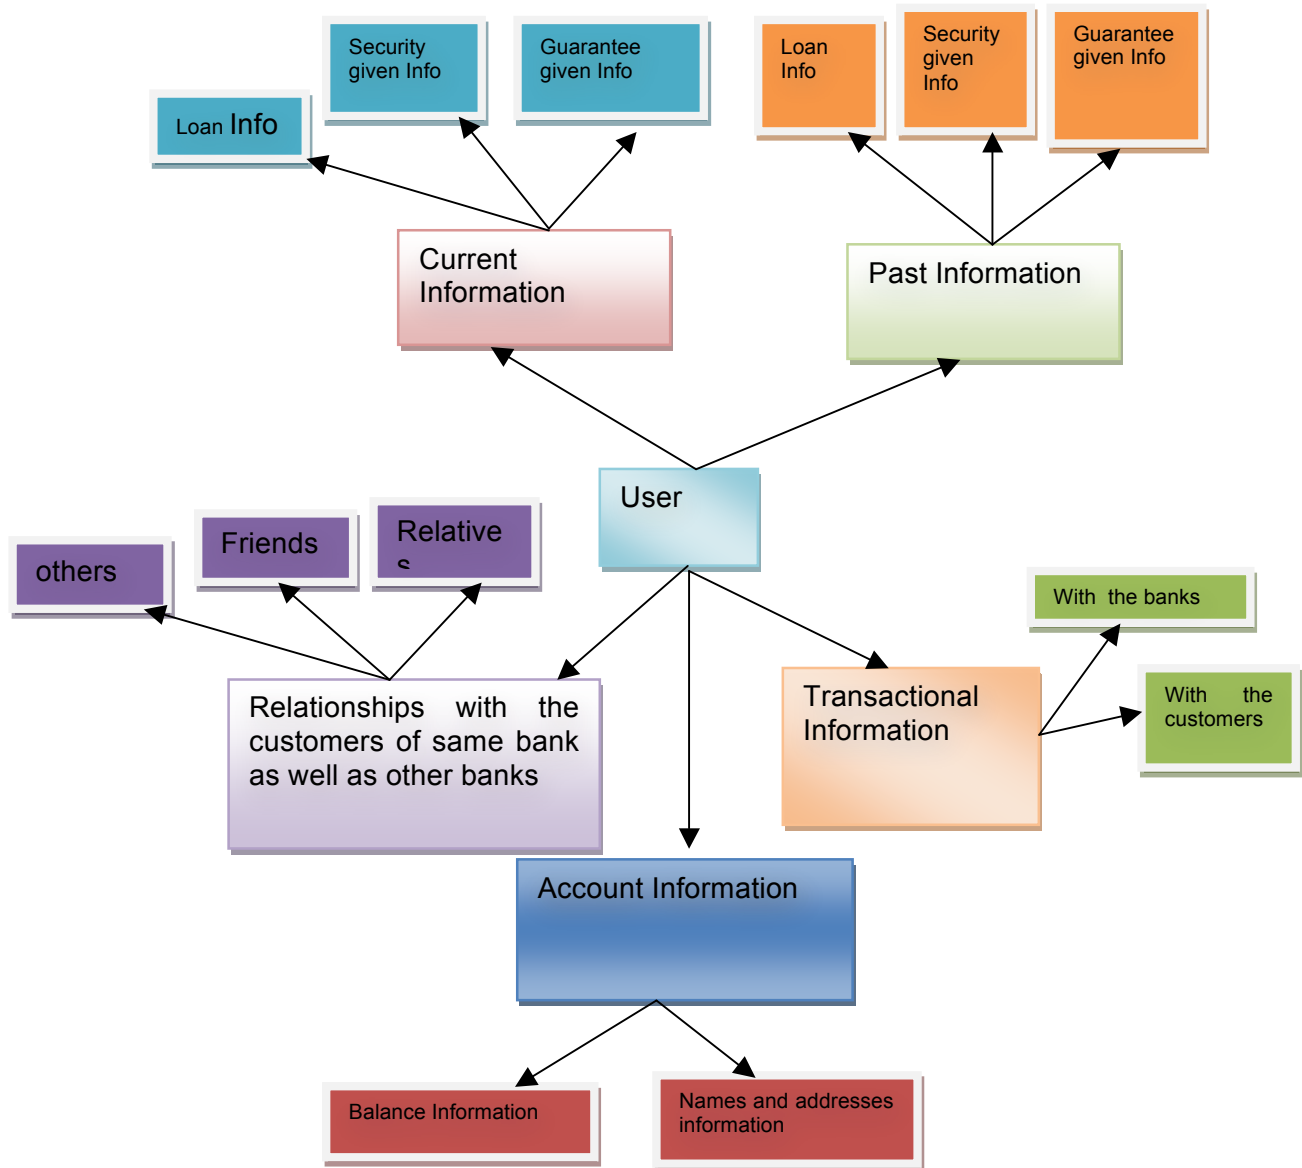 Security
given Info
Guarantee
given Info
Loan Info
Loan
Info
Security
given
Info
Guarantee
given Info
Current
Information
Past Information
User
others
Friends
Relative
s
With the banks
With the
customers
Relationships with the
customers of same bank
as well as other banks
Transactional
Information
Account Information
Balance Information
Names and addresses
information